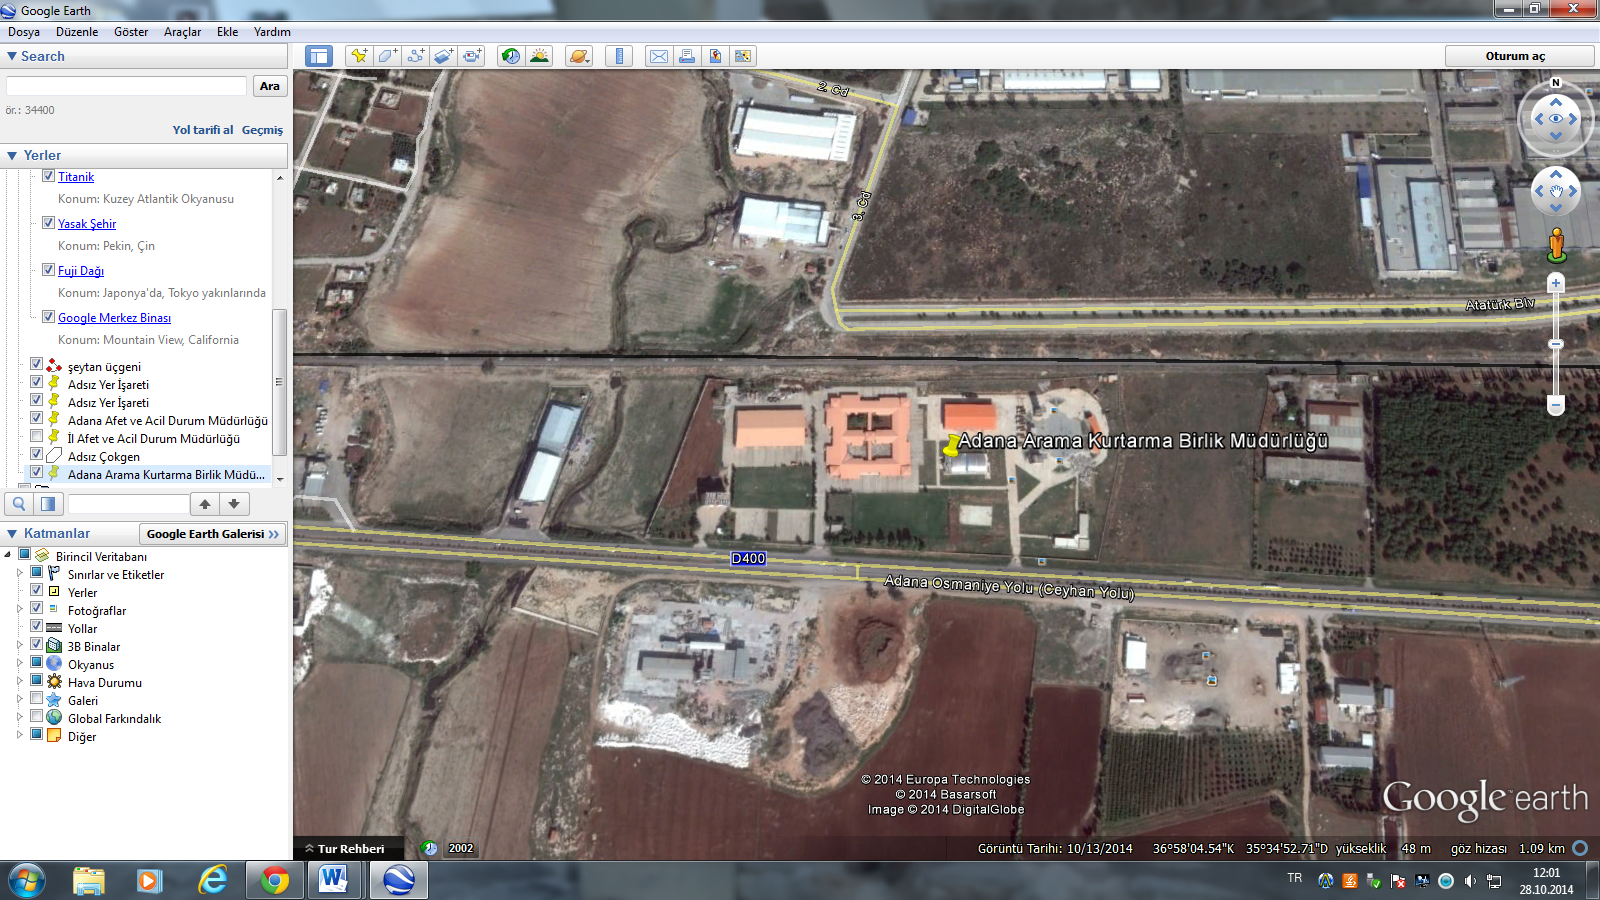 Google Earth
Dosya Düzenle Göster Araçlar Ekle Yardım
Search
Ara
ör.: 34400
Yol tarifi al Geçmiş
Yerler
Titanik
Konum: Kuzey Atlantik Okyanusu
Yasak Şehir
Konum: Pekin, Çin
Fuji Dağı
Konum: Japonya'da, Tokyo yakınlarında
Google Merkez Binası
Konum: Mountain View, California
şeytan üçgeni
Adsız Yer İşareti
Adsız Yer İşareti
Adana Afet ve Acil Durum Müdürlüğü
İl Afet ve Acil Durum Müdürlüğü
Adsız Çokgen
Adana Arama Kurtarma Birlik Müdü...
Katmanlar
Google Earth Galerisi >>
Birincil Veritabanı
Sınırlar ve Etiketler
Yerler
Fotoğraflar
Yollar
3B Binalar
Okyanus
Hava Durumu
Galeri
Global Farkındalık
Diğer
Oturum aç
N
2. Cd
3. Cd
Atatürk Blv
Adana Arama Kurtarma Birlik Müdürlüğü
D400
Adana Osmaniye Yolu (Ceyhan Yolu)
© 2014 Europa Technologies
© 2014 Basarsoft
Image © 2014 DigitalGlobe
Google earth
Tur Rehberi
2002
Görüntü Tarihi: 10/13/2014 36°58'04.54"K 35°34'52.71"D yükseklik 48 m göz hizası 1.09 km
TR
12:01
28.10.2014